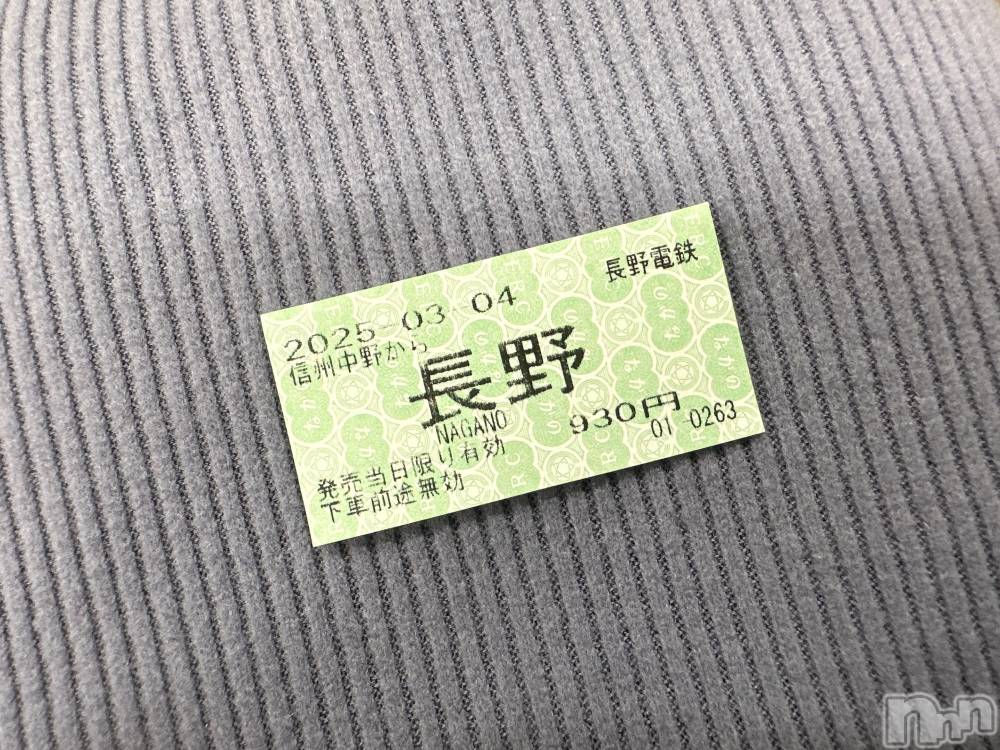 長野電鉄
2025-03-04
信州中野から
長野
NAGANO
930円
01-0263
発売当日限り有効
下車前途無効
nnn